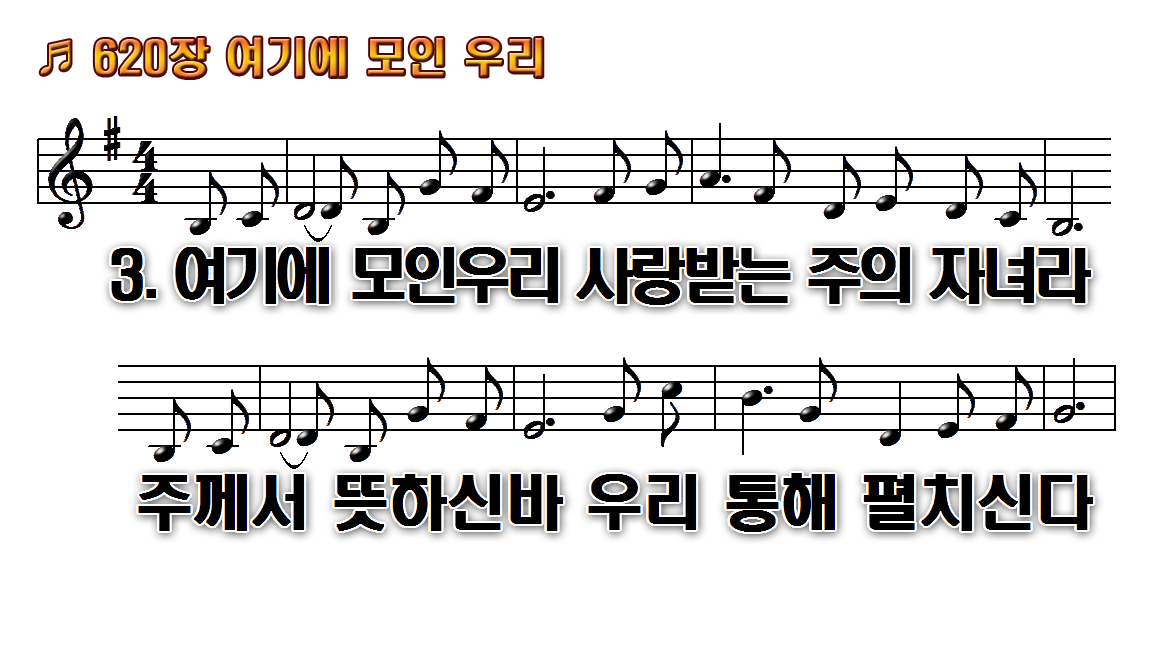 620장 여기에 모인 우리
4
4
3. 여기에 모인우리 사랑받는 주의 자녀라
주께서 뜻하신바 우리 통해 펼치신다